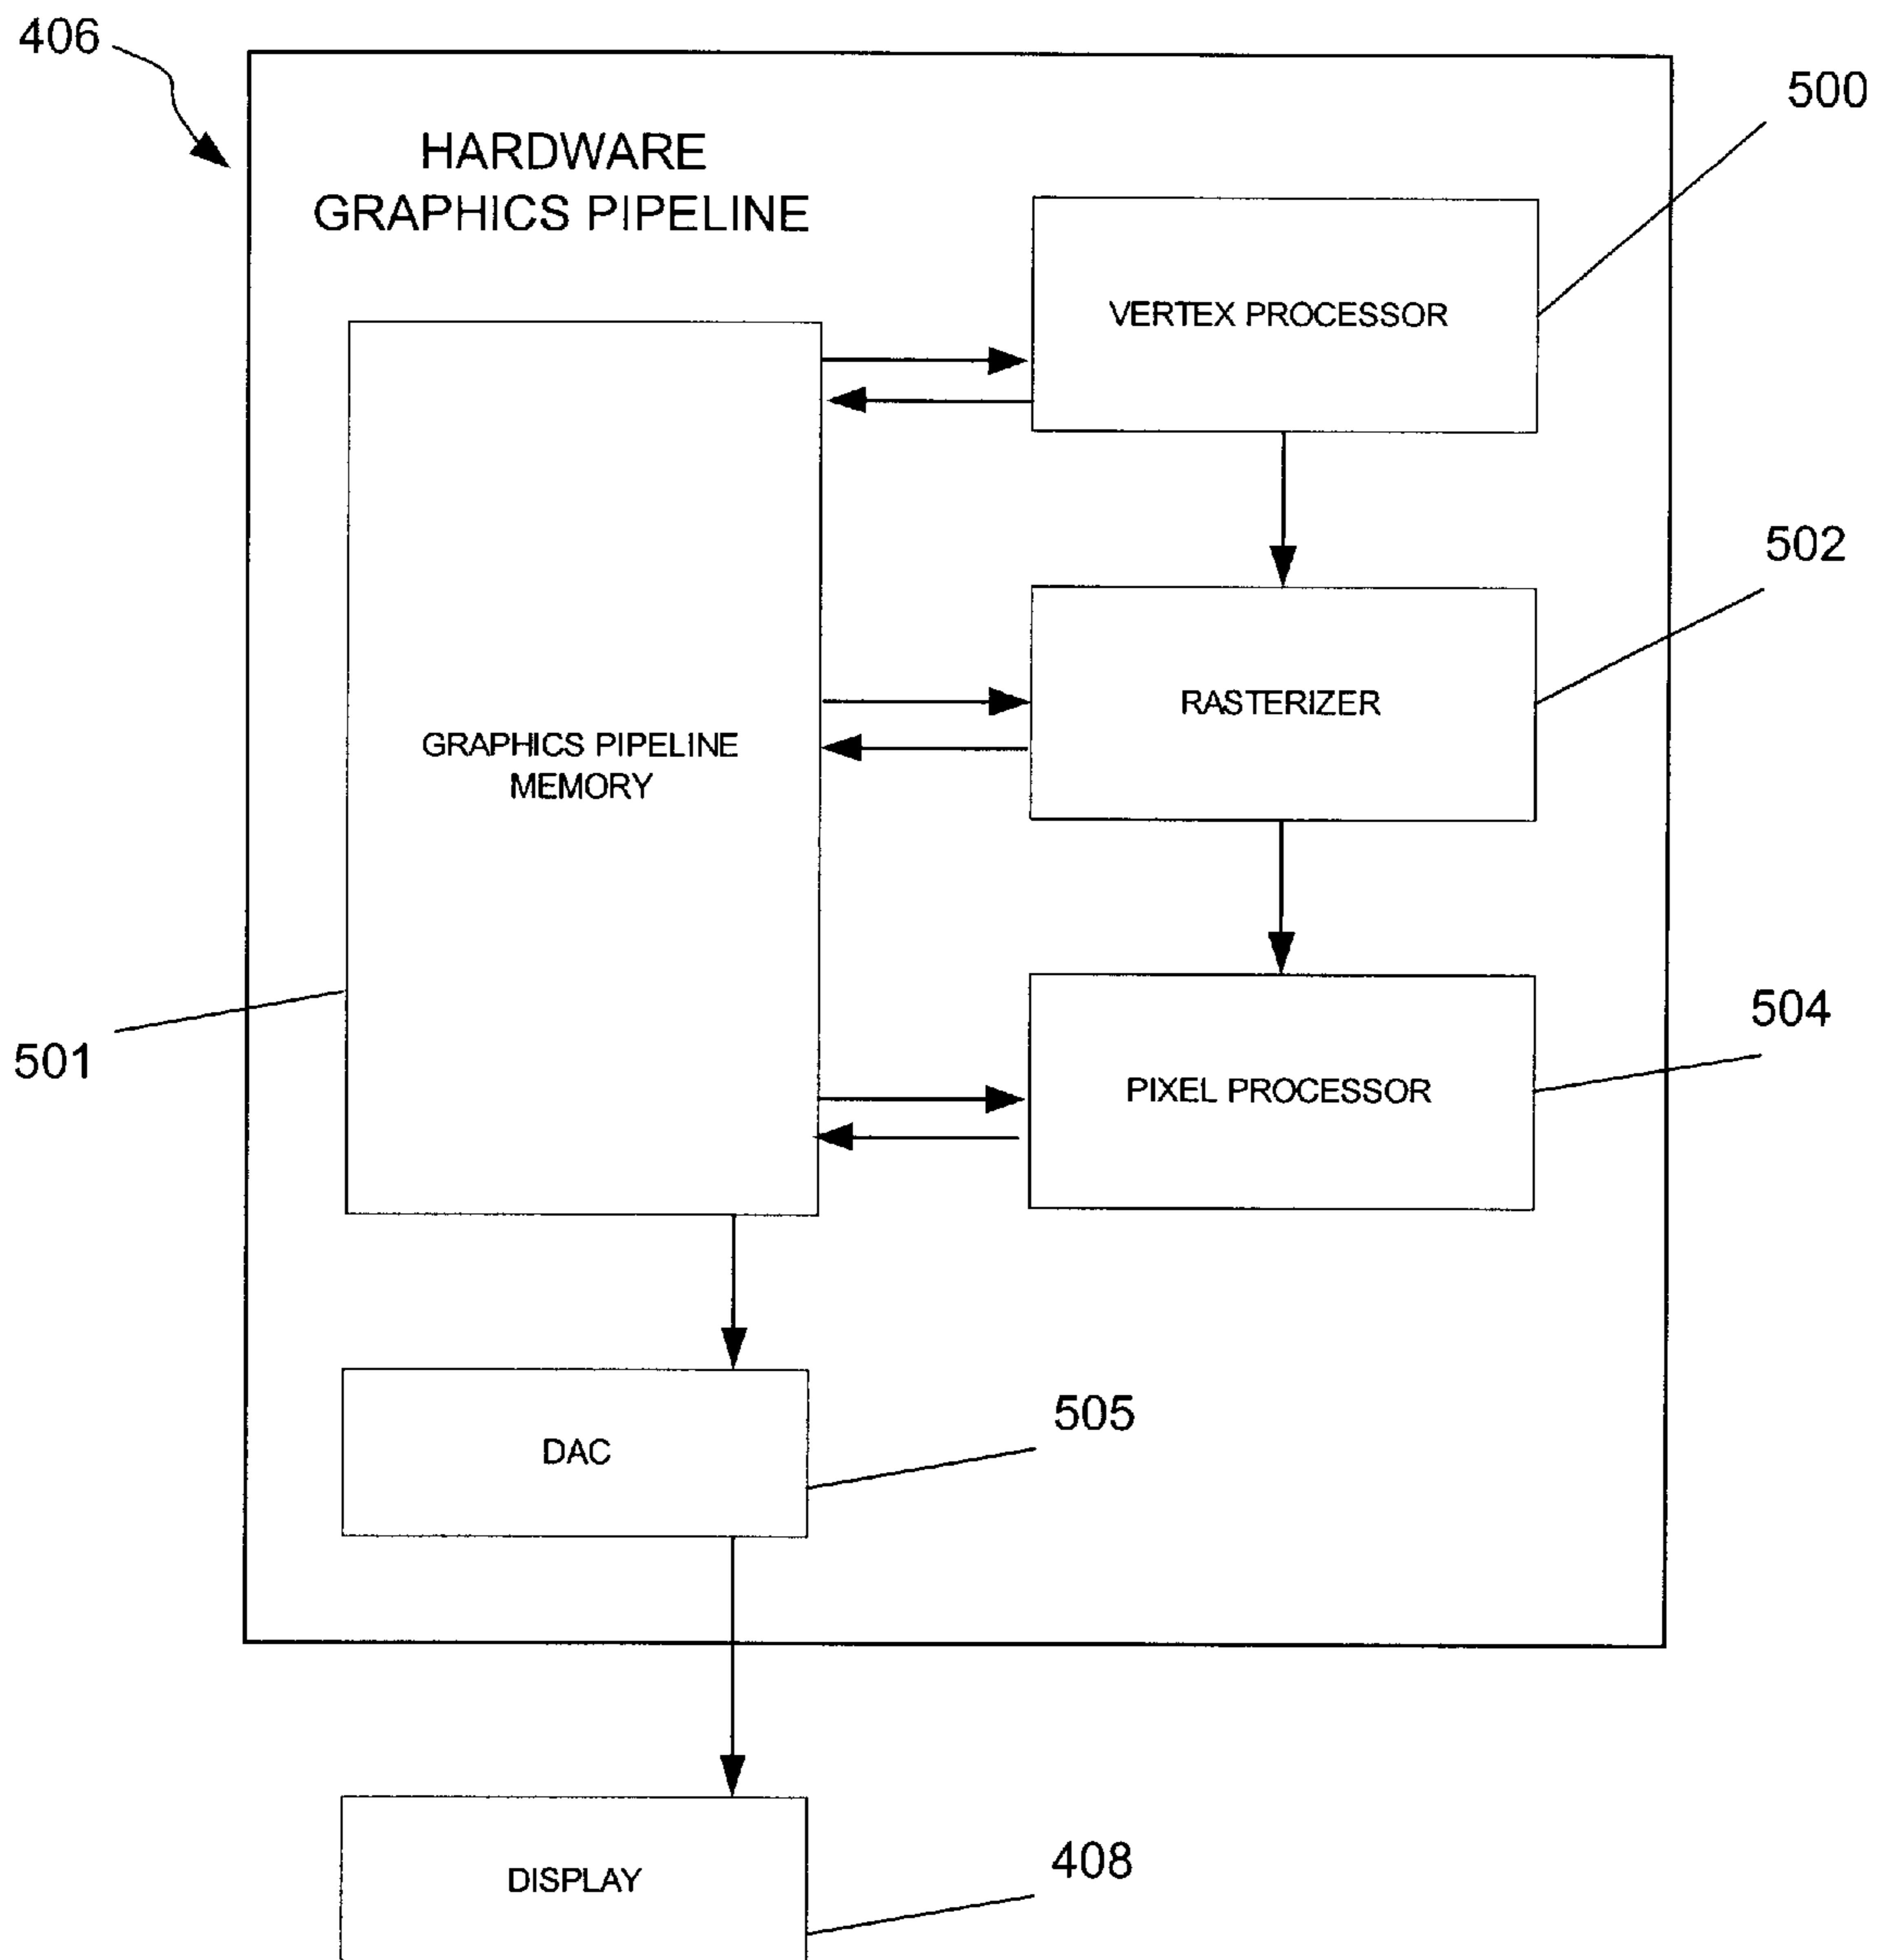 406
HARDWARE
GRAPHICS PIPELINE
500
VERTEX PROCESSOR
502
RASTERIZER
GRAPHICS PIPELINE
MEMORY
504
501
PIXEL PROCESSOR
505
DAC
408
DISPLAY